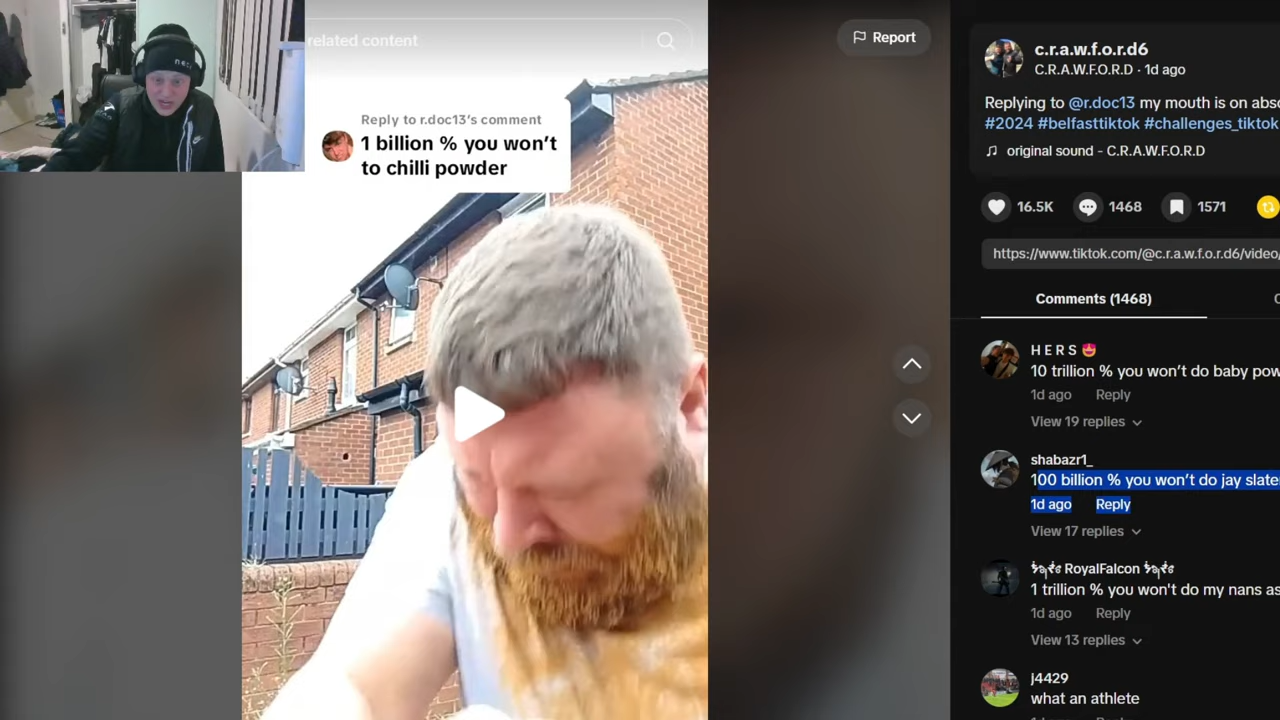 related content
Report
Reply to r.doc13's comment
1 billion % you won't
to chilli powder
c.r.a.w.f.o.r.d6
C.R.A.W.F.O.R.D · 1d ago
Replying to @r.doc13 my mouth is on abs
#2024 #belfasttiktok #challenges_tiktok
original sound - C.R.A.W.F.O.R.D
16.5K 1468 1571
https://www.tiktok.com/@c.r.a.w.f.o.r.d6/video/
Comments (1468)
H E R S 😍
10 trillion % you won't do baby pow
1d ago Reply
View 19 replies
shabazr1_
100 billion % you won't do jay slate
1d ago Reply
View 17 replies
RoyalFalcon
1 trillion % you won't do my nans as
1d ago Reply
View 13 replies
J4429
what an athlete